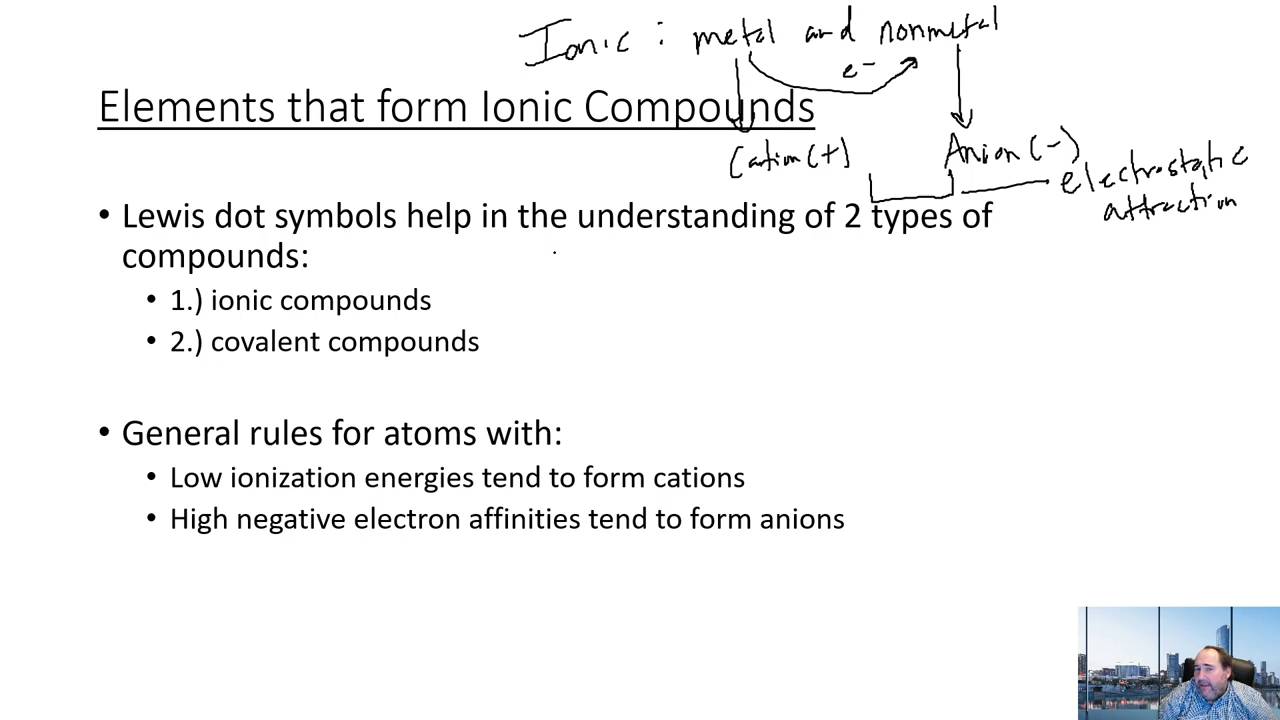 Ionic : metal and nonmetal
e-
Elements that form Ionic Compounds
Cation (+)
Anion (-)
electrostatic
attraction
• Lewis dot symbols help in the understanding of 2 types of
compounds:
• 1.) ionic compounds
• 2.) covalent compounds
• General rules for atoms with:
• Low ionization energies tend to form cations
• High negative electron affinities tend to form anions